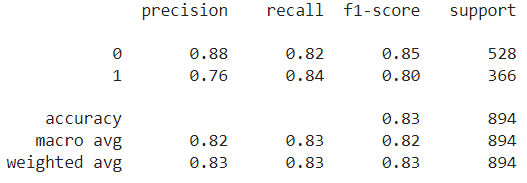 precision recall f1-score support
0 0.88 0.82 0.85 528
1 0.76 0.84 0.80 366
accuracy 0.83 894
macro avg 0.82 0.83 0.82 894
weighted avg 0.83 0.83 0.83 894